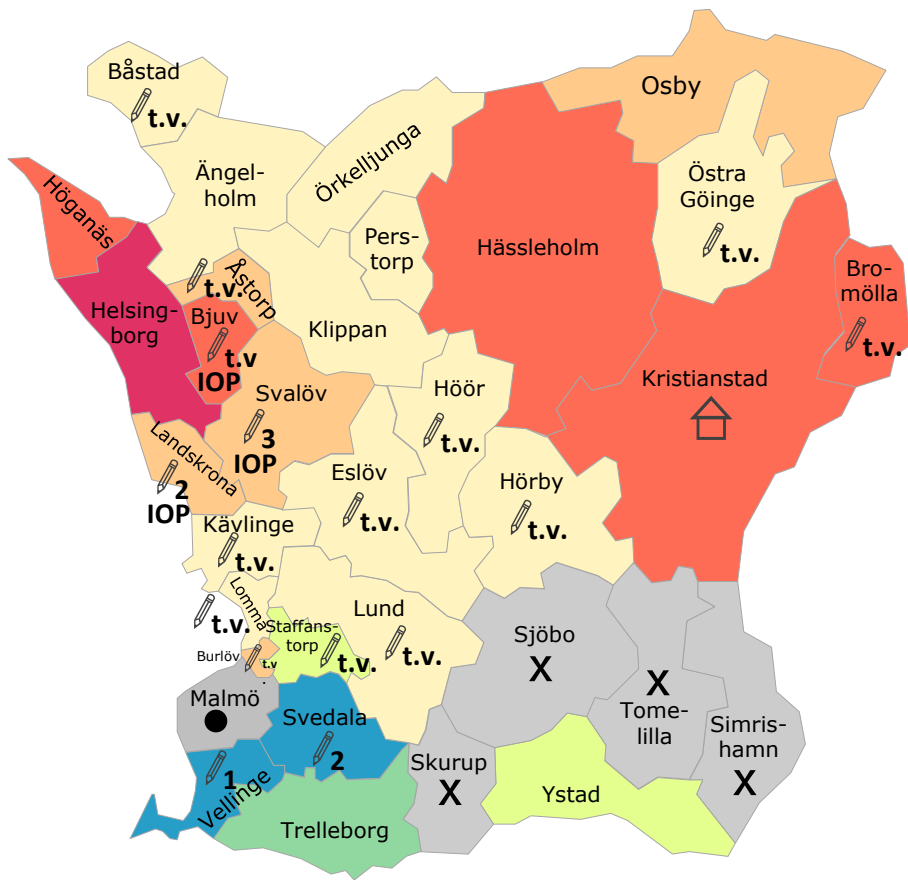 Båstad
t.v.
Osby
Ängel-
holm
Örkelljunga
Östra
Göinge
t.v.
Höganäs
Pers-
torp
Hässleholm
Åstorp
t.v.
Bro-
mölla
t.v.
Helsing-
borg
Bjuv
t.v
IOP
Klippan
Kristianstad
Svalöv
3
IOP
Höör
t.v.
Landskrona
2
IOP
Eslöv
t.v.
Hörby
t.v.
Kävlinge
t.v.
Lomma
t.v.
Lund
t.v.
Staffans-
torp
t.v.
Burlöv
t.v
.
Sjöbo
X
X
Tome-
lilla
Malmö
Svedala
2
Simris-
hamn
X
Skurup
X
1
Vellinge
Ystad
Trelleborg